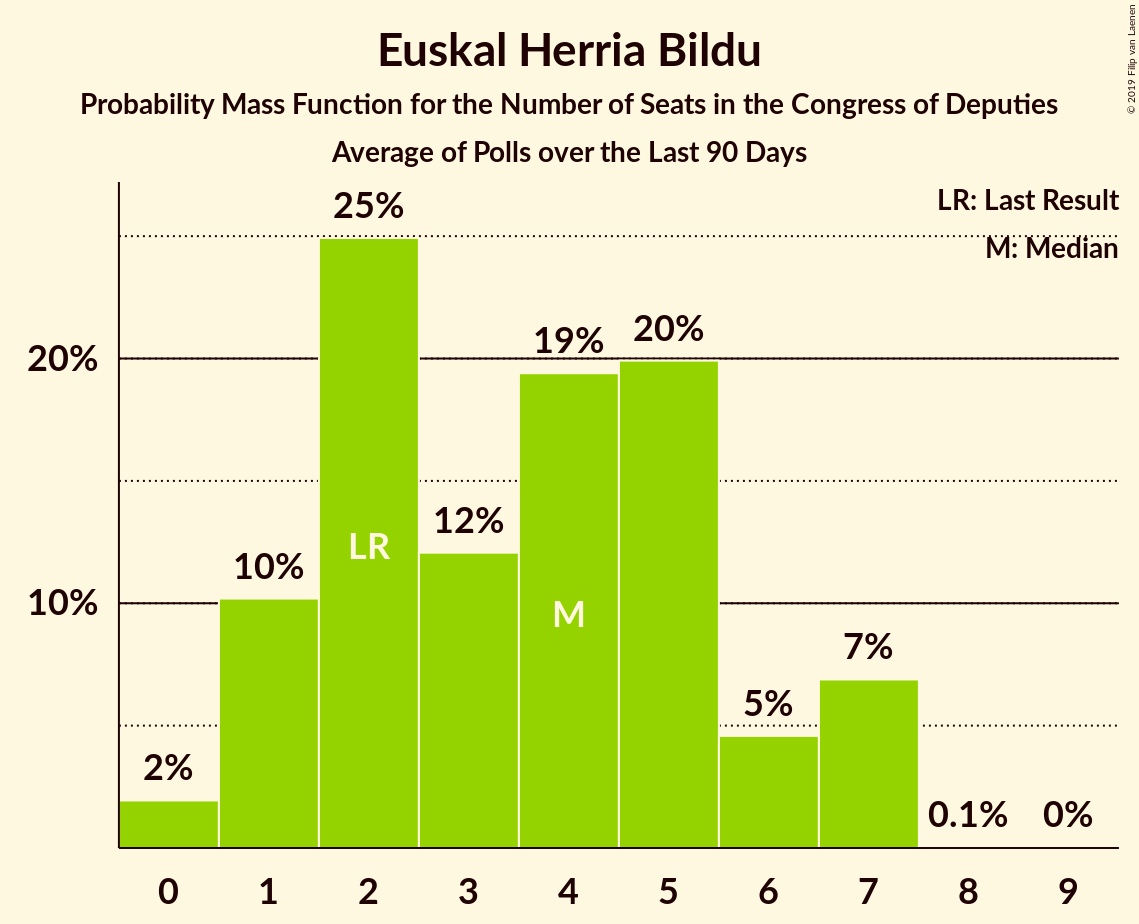 Euskal Herria Bildu
Probability Mass Function for the Number of Seats in the Congress of Deputies
Average of Polls over the Last 90 Days
© 2019 Filip van Laenen
LR: Last Result
M: Median
25%
20%
19%
20%
12%
LR
10%
10%
M
7%
5%
2%
0.1%
0%
0 1 2 3 4 5 6 7 8 9